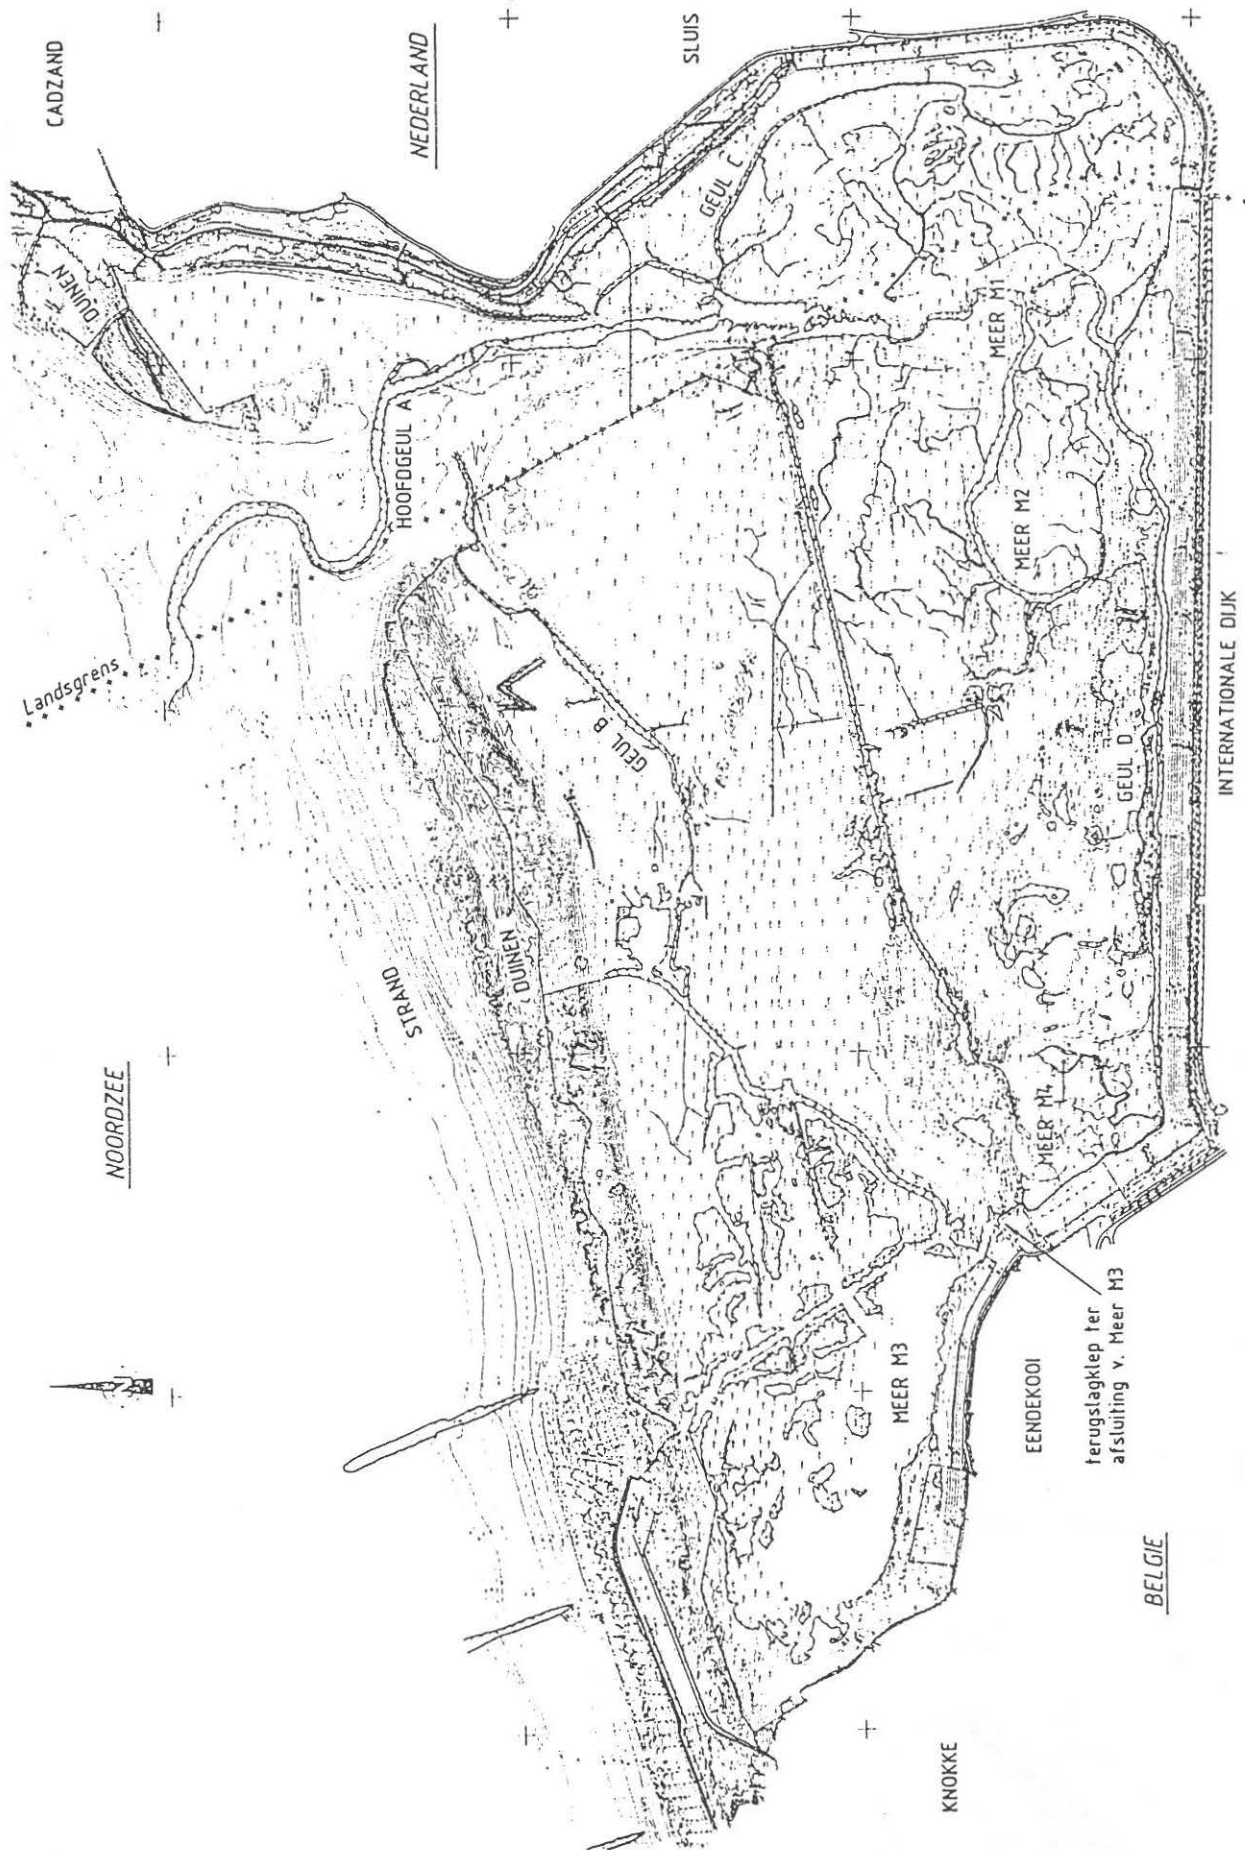 NOORDZEE
Landsgrens
CADZAND
DUINEN
NEDERLAND
STRAND
HOOFDGEUL A
DUINEN
GEUL B
SLUIS
GEUL C
MEER M1
MEER M2
MEER M3
MEER M4
GEUL D
KNOKKE
EENDEKOOI
terugslagklep ter
afsluiting v. Meer M3
INTERNATIONALE DIJK
BELGIE